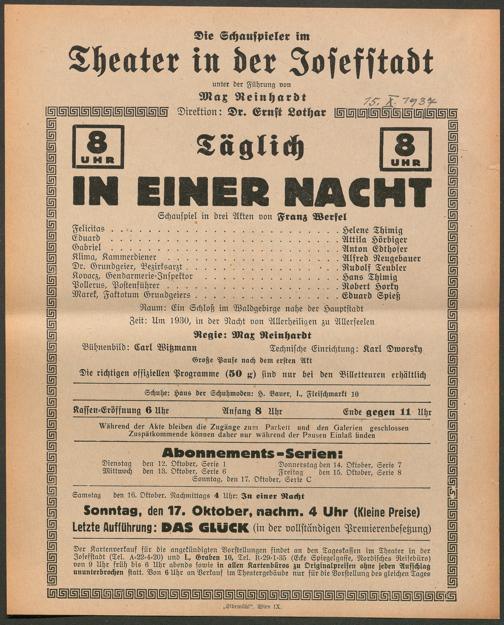 Die Schauspieler im
Theater in der Josefstadt
unter der Führung von
Max Reinhardt
Direktion: Dr. Ernst Lothar
15. X. 1937
8 UHR
Täglich
8 UHR
IN EINER NACHT
Schauspiel in drei Akten von Franz Werfel
Felicitas . . . Helene Thimig
Eduard . . . Attila Hörbiger
Gabriel . . . Anton Edthofer
Klima, Kammerdiener . . . Alfred Neugebauer
Dr. Grundgeier, Bezirksarzt . . . Rudolf Teubler
Kovacz, Gendarmerie-Inspektor . . . Hans Thimig
Pollerus, Postenführer . . . Robert Horky
Marek, Faktotum Grundgeiers . . . Eduard Spieß
Raum: Ein Schloß im Waldgebirge nahe der Hauptstadt
Zeit: Um 1930, in der Nacht von Allerheiligen zu Allerseelen
Regie: Max Reinhardt
Bühnenbild: Carl Witzmann Technische Einrichtung: Karl Dworsky
Große Pause nach dem ersten Akt
Die richtigen offiziellen Programme (50 g) sind nur bei den Billetteuren erhältlich
Schuhe: Haus der Schuhmoden: H. Bauer, I., Fleischmarkt 10
Kassen-Eröffnung 6 Uhr Anfang 8 Uhr Ende gegen 11 Uhr
Während der Akte bleiben die Zugänge zum Parkett und den Galerien geschlossen
Zuspätkommende können daher nur während der Pausen Einlaß finden
Abonnements-Serien:
Dienstag den 12. Oktober, Serie 1 Donnerstag den 14. Oktober, Serie 7
Mittwoch den 13. Oktober, Serie 6 Freitag den 15. Oktober, Serie 8
Sonntag, den 17. Oktober, Serie C
Samstag den 16. Oktober. Nachmittags 4 Uhr: In einer Nacht
Sonntag, den 17. Oktober, nachm. 4 Uhr (Kleine Preise)
Letzte Aufführung: DAS GLÜCK (in der vollständigen Premierenbesetzung)
Der Kartenverkauf für die angekündigten Vorstellungen findet an den Tageskassen im Theater in der
Josefstadt (Tel. A-22-4-20) und I., Graben 10, Tel. R-29-1-35 (Ecke Spiegelgasse, Nordisches Reisebüro)
von 9 Uhr früh bis 6 Uhr abends sowie in allen Kartenbüros zu Originalpreisen ohne jeden Aufschlag
ununterbrochen statt. Von 6 Uhr an Verkauf im Theatergebäude nur für die Vorstellung des gleichen Tages
„Elbemühl", Wien IX.